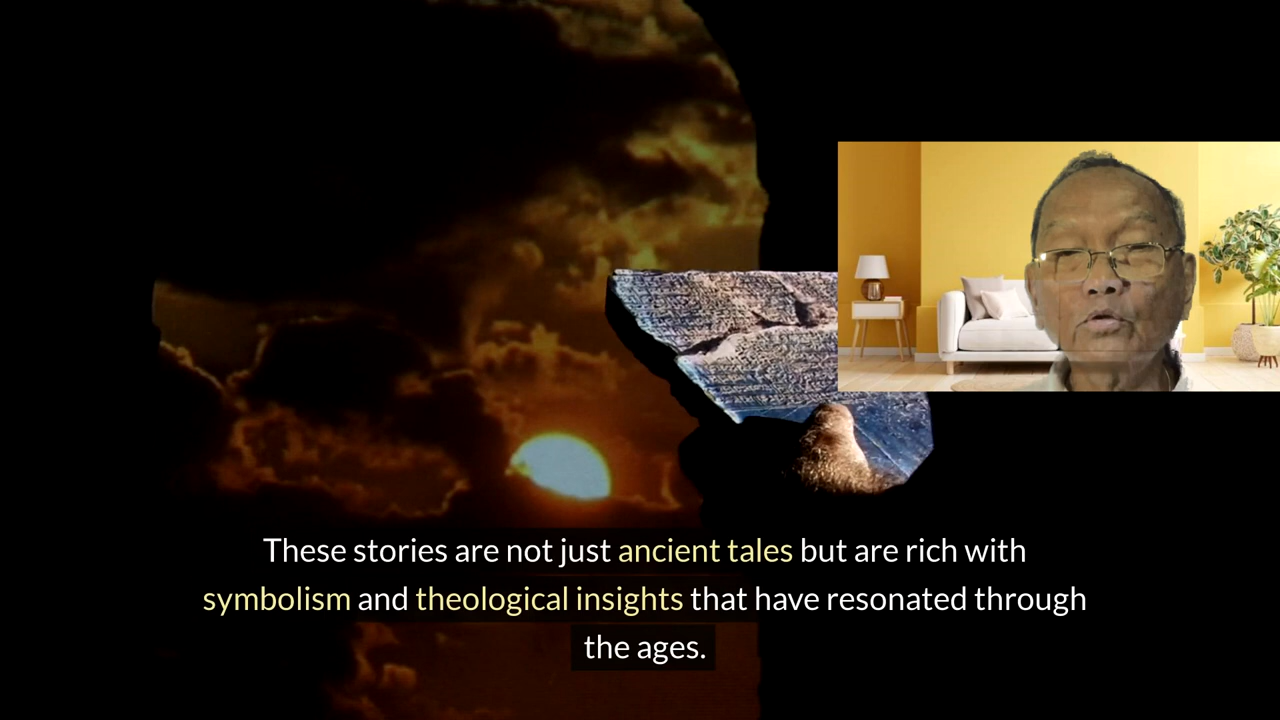 These stories are not just ancient tales but are rich with
symbolism and theological insights that have resonated through
the ages.